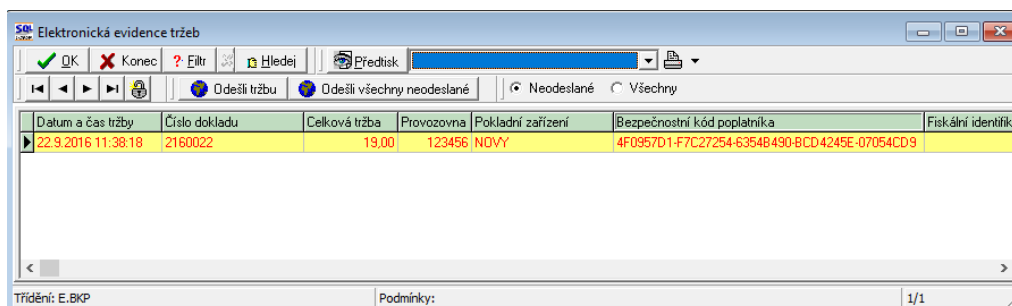 SQL Elektronická evidence tržeb
OK Konec Filtr Hledej Předtisk
Odešli tržbu Odešli všechny neodeslané Neodeslané Všechny
Datum a čas tržby Číslo dokladu Celková tržba Provozovna Pokladní zařízení Bezpečnostní kód poplatníka Fiskální identifik
22.9.2016 11:38:18 2160022 19,00 123456 NOVY 4F0957D1-F7C27254-6354B490-BCD4245E-07054CD9
Třídění: E.BKP Podmínky: 1/1